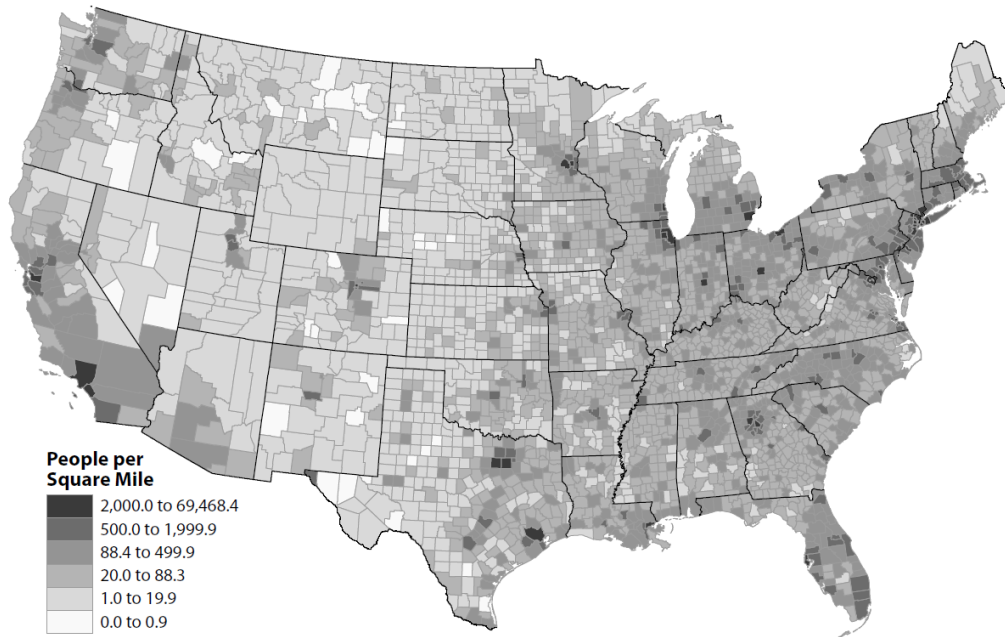 People per
Square Mile
2,000.0 to 69,468.4
500.0 to 1,999.9
88.4 to 499.9
20.0 to 88.3
1.0 to 19.9
0.0 to 0.9